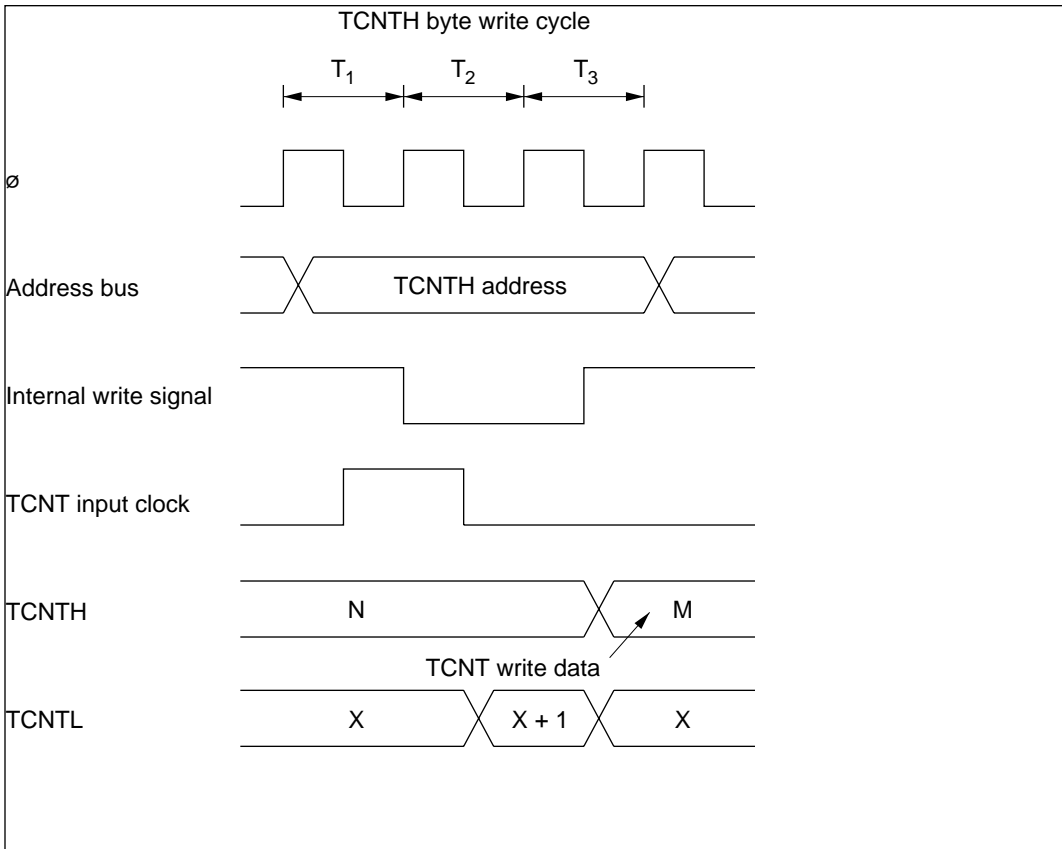 TCNTH byte write cycle
T1 T2 T3
ø
Address bus TCNTH address
Internal write signal
TCNT input clock
TCNTH N M
TCNT write data
TCNTL X X + 1 X